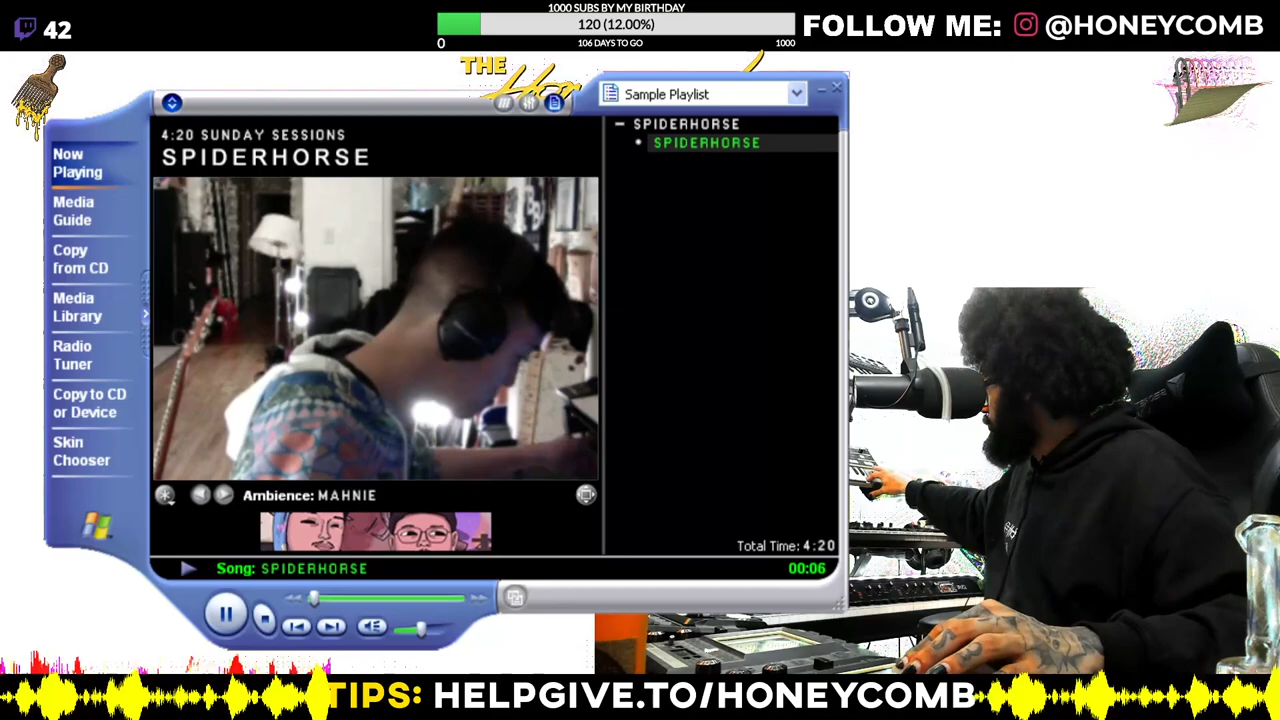 42
1000 SUBS BY MY BIRTHDAY
120 (12.00%)
0
106 DAYS TO GO
1000
FOLLOW ME: @HONEYCOMB
THE
Sample Playlist
4:20 SUNDAY SESSIONS
SPIDERHORSE
SPIDERHORSE
SPIDERHORSE
Now
Playing
Media
Guide
Copy
from CD
Media
Library
Radio
Tuner
Copy to CD
or Device
Skin
Chooser
Ambience: MAHNIE
Total Time: 4:20
Song: SPIDERHORSE
00:06
TIPS: HELPGIVE.TO/HONEYCOMB